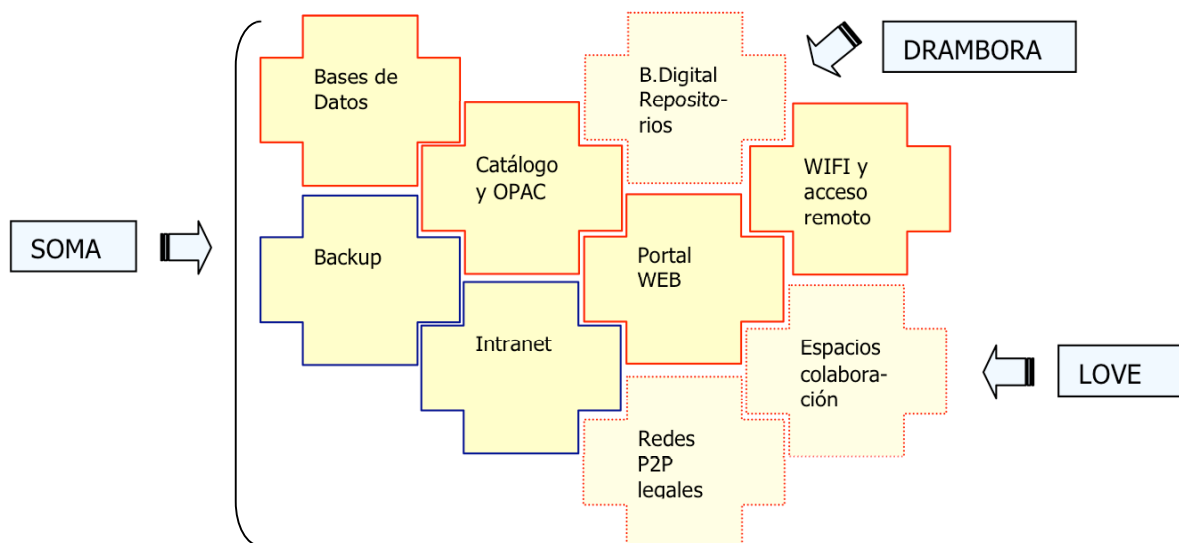 DRAMBORA
Bases de
Datos
B.Digital
Reposito-
rios
Catálogo
y OPAC
WIFI y
acceso
remoto
SOMA
Backup
Portal
WEB
Intranet
Espacios
colabora-
ción
LOVE
Redes
P2P
legales